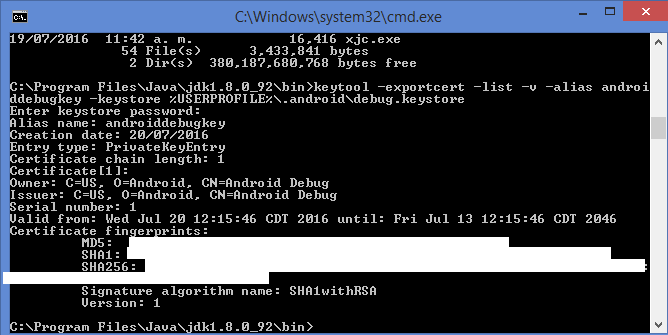 C:\Windows\system32\cmd.exe
19/07/2016  11:42 a. m.            16,416 xjc.exe
              54 File(s)      3,433,841 bytes
               2 Dir(s)  380,187,680,768 bytes free

C:\Program Files\Java\jdk1.8.0_92\bin>keytool -exportcert -list -v -alias androi
ddebugkey -keystore %USERPROFILE%\.android\debug.keystore
Enter keystore password:
Alias name: androiddebugkey
Creation date: 20/07/2016
Entry type: PrivateKeyEntry
Certificate chain length: 1
Certificate[1]:
Owner: C=US, O=Android, CN=Android Debug
Issuer: C=US, O=Android, CN=Android Debug
Serial number: 1
Valid from: Wed Jul 20 12:15:46 CDT 2016 until: Fri Jul 13 12:15:46 CDT 2046
Certificate fingerprints:
         MD5:
         SHA1:
         SHA256: :
         Signature algorithm name: SHA1withRSA
         Version: 1

C:\Program Files\Java\jdk1.8.0_92\bin>